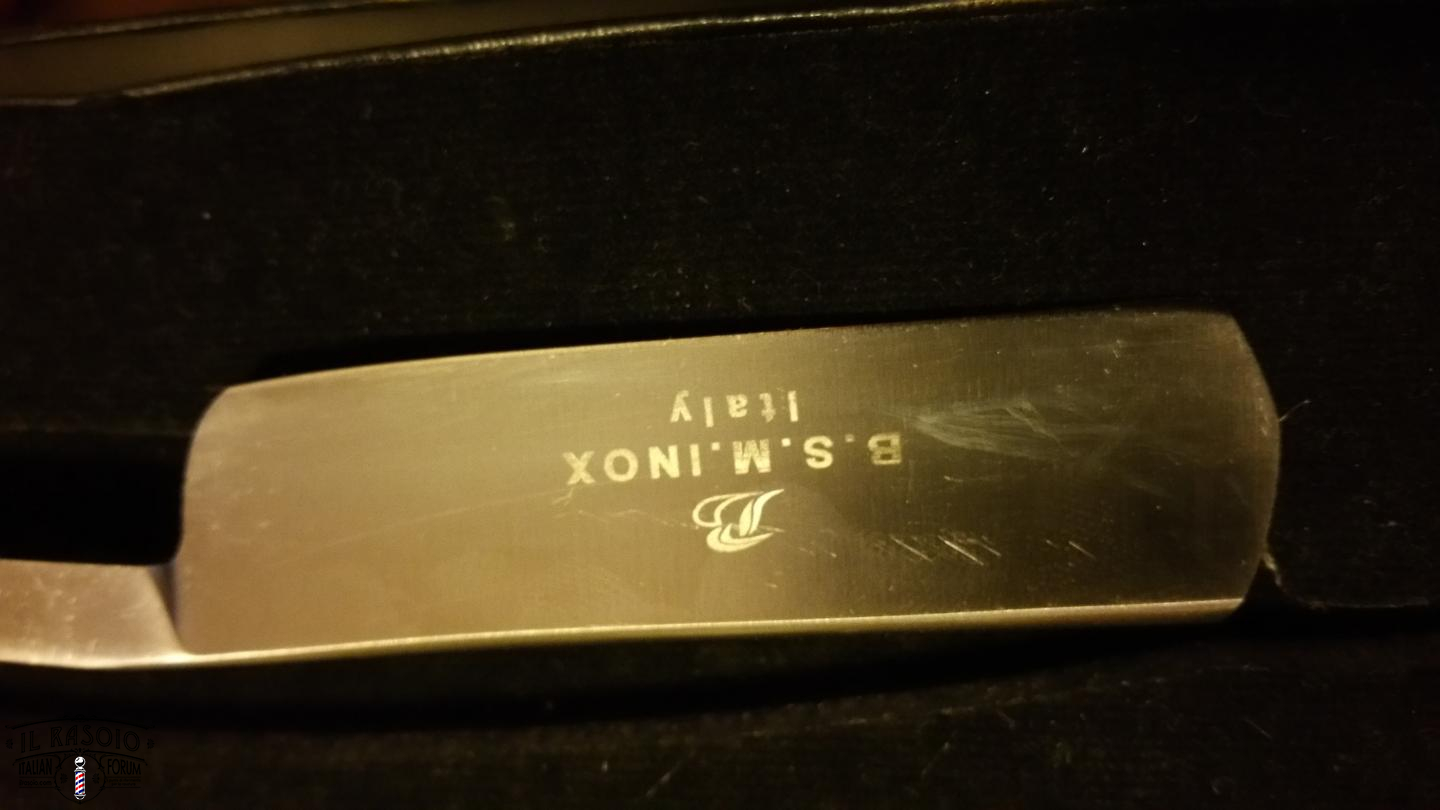 B
B.S.M.INOX
Italy
IL RASOIO
ITALIAN FORUM